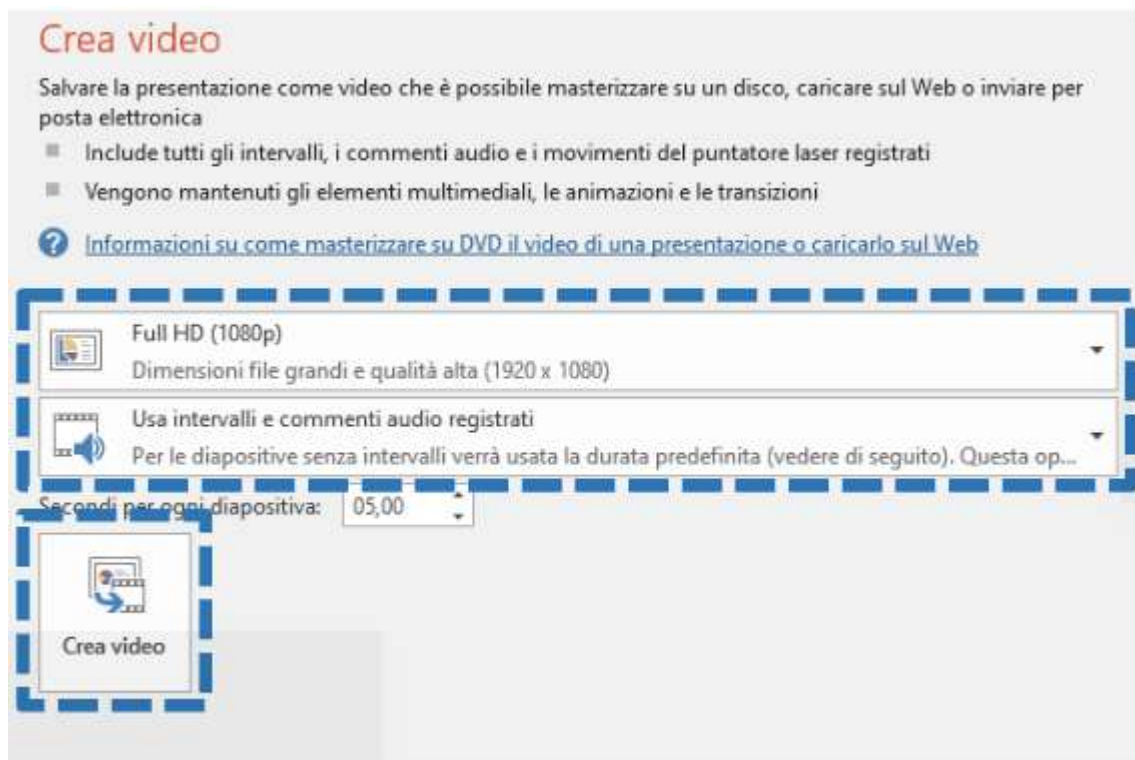 Crea video
Salvare la presentazione come video che è possibile masterizzare su un disco, caricare sul Web o inviare per
posta elettronica
Include tutti gli intervalli, i commenti audio e i movimenti del puntatore laser registrati
Vengono mantenuti gli elementi multimediali, le animazioni e le transizioni
? Informazioni su come masterizzare su DVD il video di una presentazione o caricarlo sul Web
Full HD (1080p)
Dimensioni file grandi e qualità alta (1920 x 1080)
Usa intervalli e commenti audio registrati
Per le diapositive senza intervalli verrà usata la durata predefinita (vedere di seguito). Questa op...
Secondi per ogni diapositiva: 05,00
Crea video